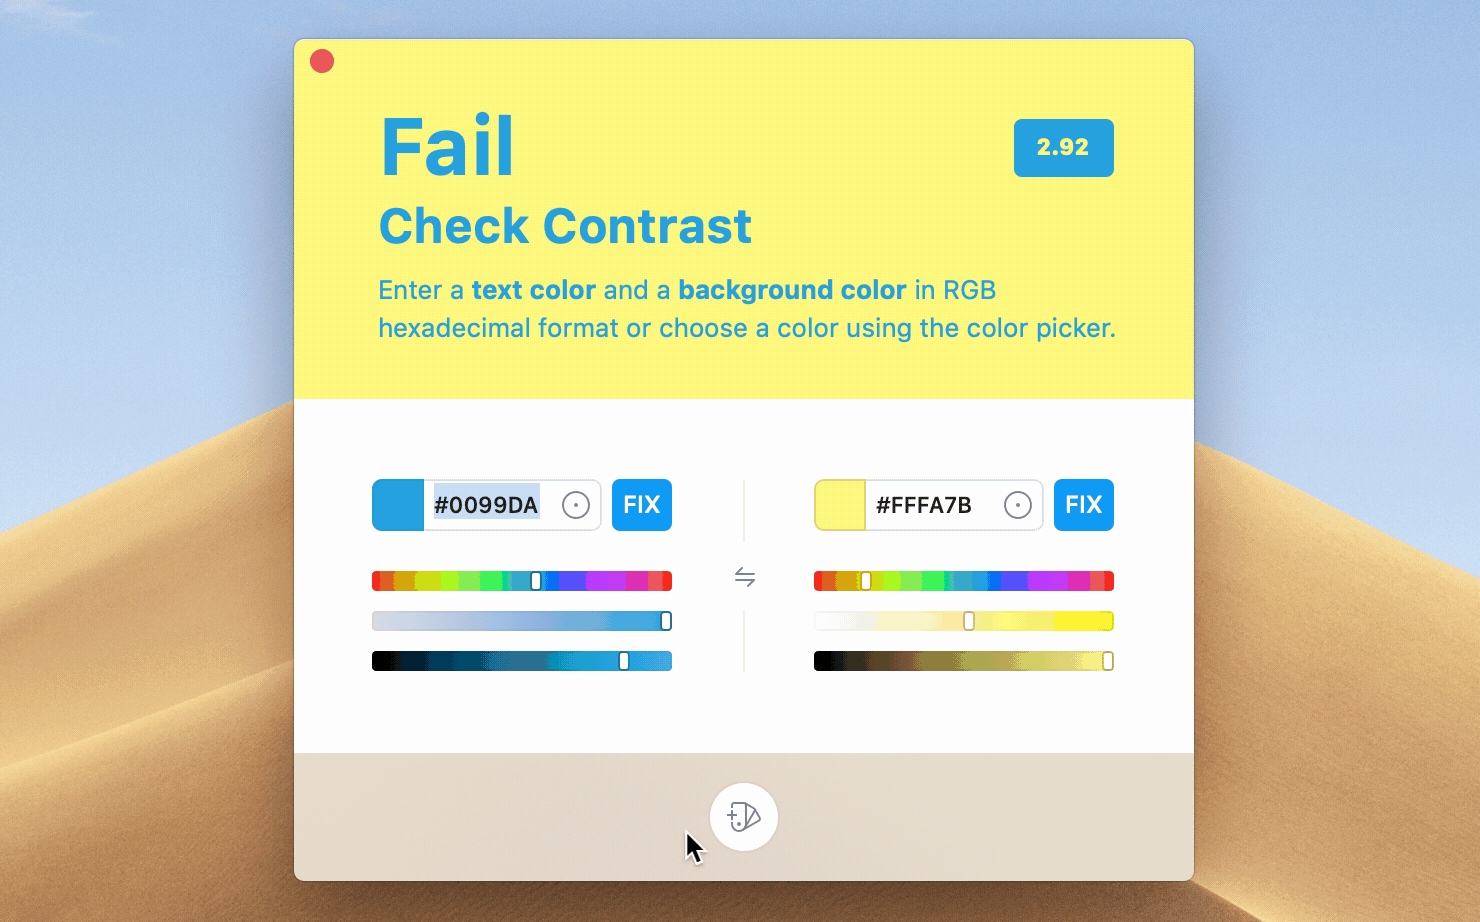 Fail
2.92
Check Contrast
Enter a text color and a background color in RGB
hexadecimal format or choose a color using the color picker.
#0099DA
FIX
#FFFA7B
FIX